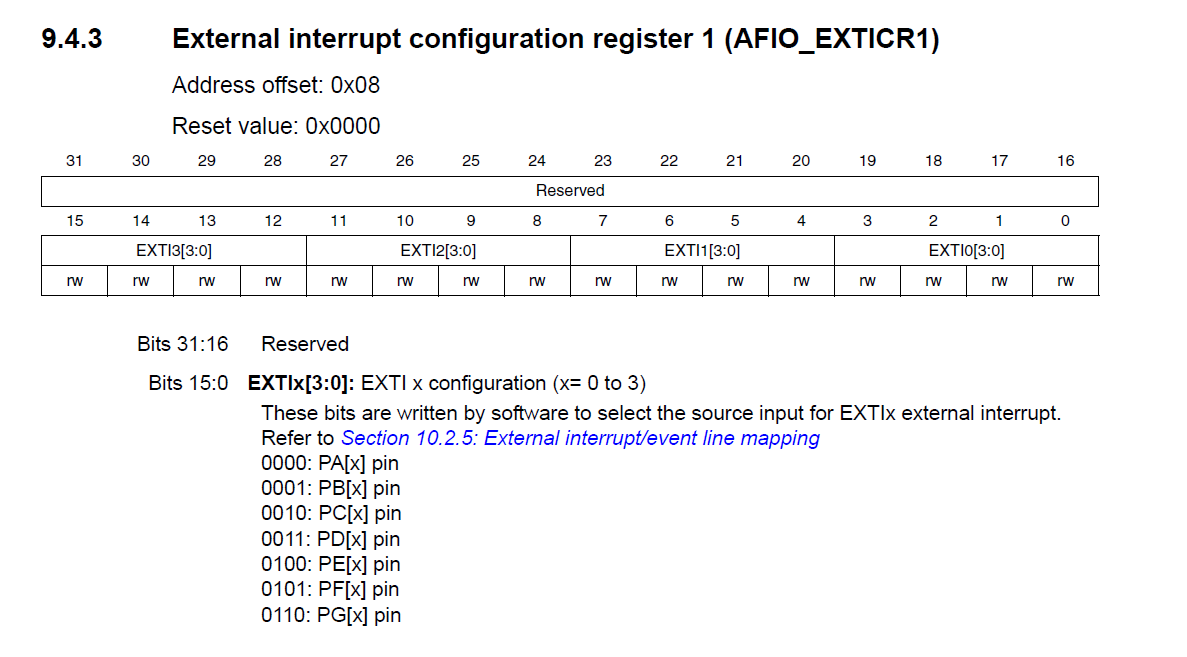 9.4.3 External interrupt configuration register 1 (AFIO_EXTICR1)
Address offset: 0x08
Reset value: 0x0000
31 30 29 28 27 26 25 24 23 22 21 20 19 18 17 16
Reserved
15 14 13 12 11 10 9 8 7 6 5 4 3 2 1 0
EXTI3[3:0] EXTI2[3:0] EXTI1[3:0] EXTI0[3:0]
rw rw rw rw rw rw rw rw rw rw rw rw rw rw rw rw
Bits 31:16 Reserved
Bits 15:0 EXTIx[3:0]: EXTI x configuration (x= 0 to 3)
These bits are written by software to select the source input for EXTIx external interrupt.
Refer to Section 10.2.5: External interrupt/event line mapping
0000: PA[x] pin
0001: PB[x] pin
0010: PC[x] pin
0011: PD[x] pin
0100: PE[x] pin
0101: PF[x] pin
0110: PG[x] pin